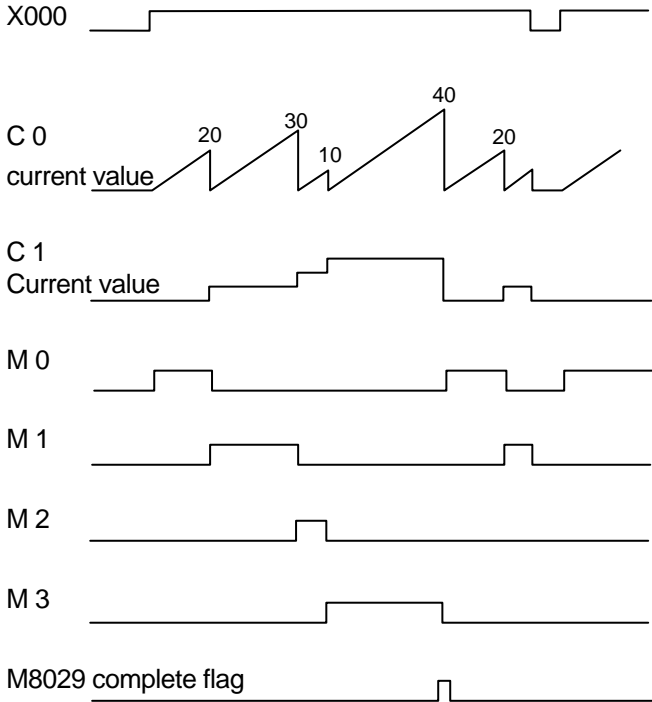 X000
40
30
20
20
10
C 0
current value
C 1
Current value
M 0
M 1
M 2
M 3
M8029 complete flag